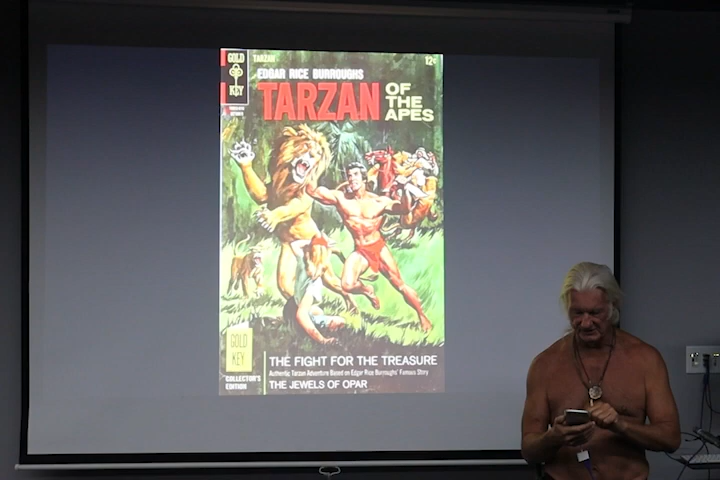 GOLD
KEY
TARZAN
12¢
EDGAR RICE BURROUGHS
TARZAN
OF
THE
APES
GOLD
KEY
COLLECTOR'S
EDITION
THE FIGHT FOR THE TREASURE
Authentic Tarzan Adventure Based on Edgar Rice Burroughs' Famous Story
THE JEWELS OF OPAR